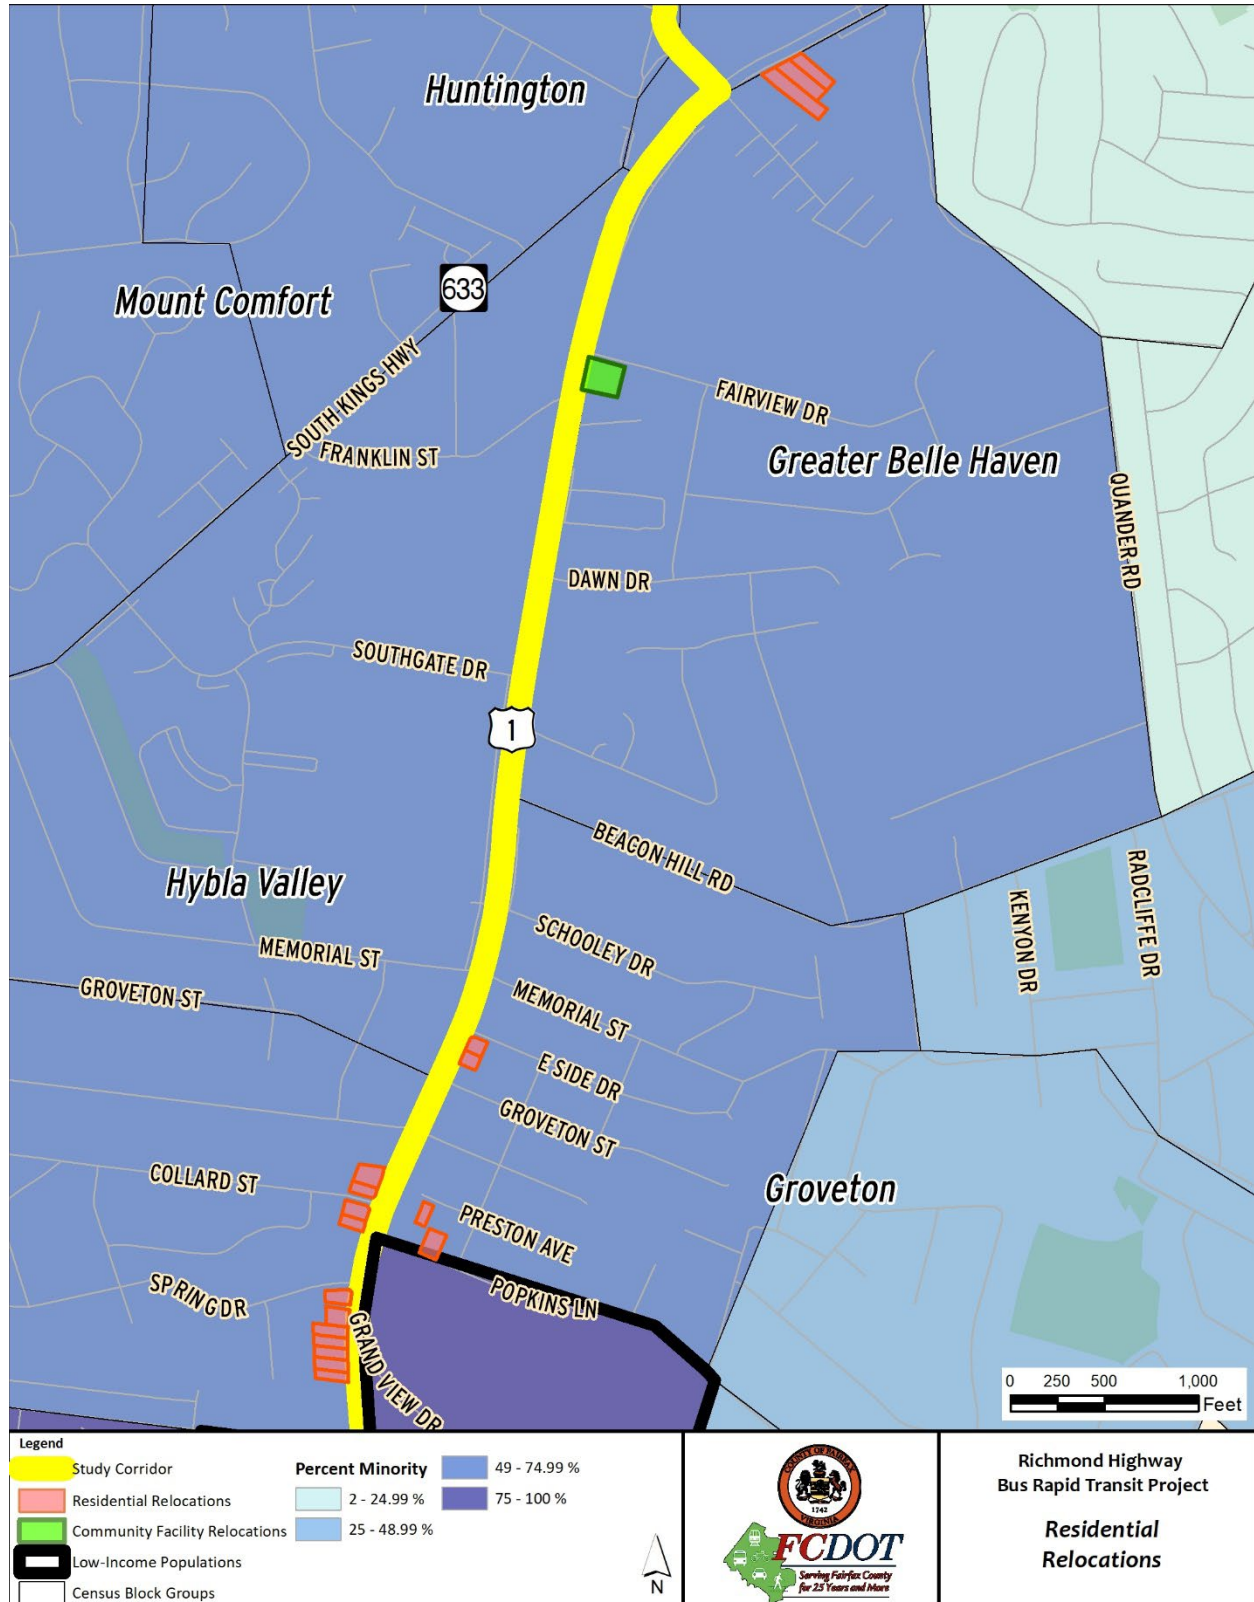 Huntington
Mount Comfort
633
SOUTH KINGS HWY
FRANKLIN ST
FAIRVIEW DR
Greater Belle Haven
QUANDER RD
DAWN DR
SOUTHGATE DR
1
BEACON HILL RD
Hybla Valley
RADCLIFFE DR
KENYON DR
SCHOOLEY DR
MEMORIAL ST
GROVETON ST
MEMORIAL ST
E SIDE DR
GROVETON ST
COLLARD ST
Groveton
PRESTON AVE
SPRING DR
POPKINS LN
GRAND VIEW DR
0 250 500 1,000
Feet
Legend
Study Corridor
Residential Relocations
Community Facility Relocations
Low-Income Populations
Census Block Groups
Percent Minority
2 - 24.99 %
25 - 48.99 %
49 - 74.99 %
75 - 100 %
N
COUNTY OF FAIRFAX
1742
VIRGINIA
FCDOT
Serving Fairfax County
for 25 Years and More
Richmond Highway
Bus Rapid Transit Project
Residential
Relocations